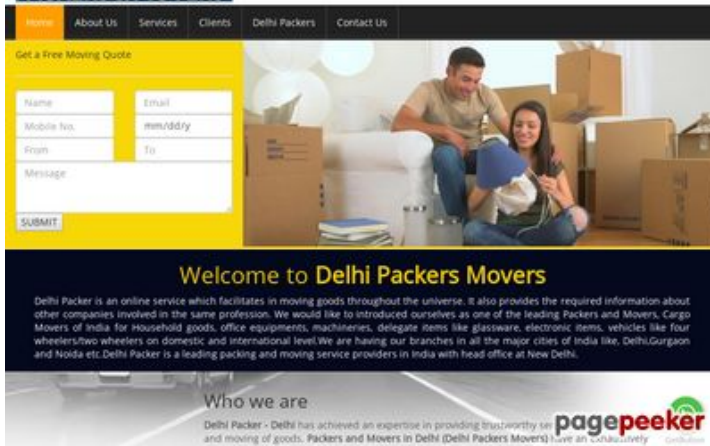 Home About Us Services Clients Delhi Packers Contact Us
Get a Free Moving Quote
Name Email
Mobile No. mm/dd/y
From To
Message
SUBMIT
Welcome to Delhi Packers Movers
Delhi Packer is an online service which facilitates in moving goods throughout the universe. It also provides the required information about
other companies involved in the same profession. We would like to introduced ourselves as one of the leading Packers and Movers, Cargo
Movers of India for Household goods, office equipments, machineries, delegate items like glassware, electronic items, vehicles like four
wheelers/two wheelers on domestic and international level.We are having our branches in all the major cities of India like, Delhi,Gurgaon
and Noida etc.Delhi Packer is a leading packing and moving service providers in India with head office at New Delhi.
Who we are
Delhi Packer - Delhi has achieved an expertise in providing trustworthy
pagepeeker
and moving of goods. Packers and Movers in Delhi (Delhi Packers Movers) have an exhaustively